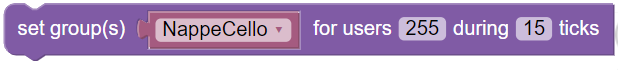 set group(s) NappeCello for users 255 during 15 ticks